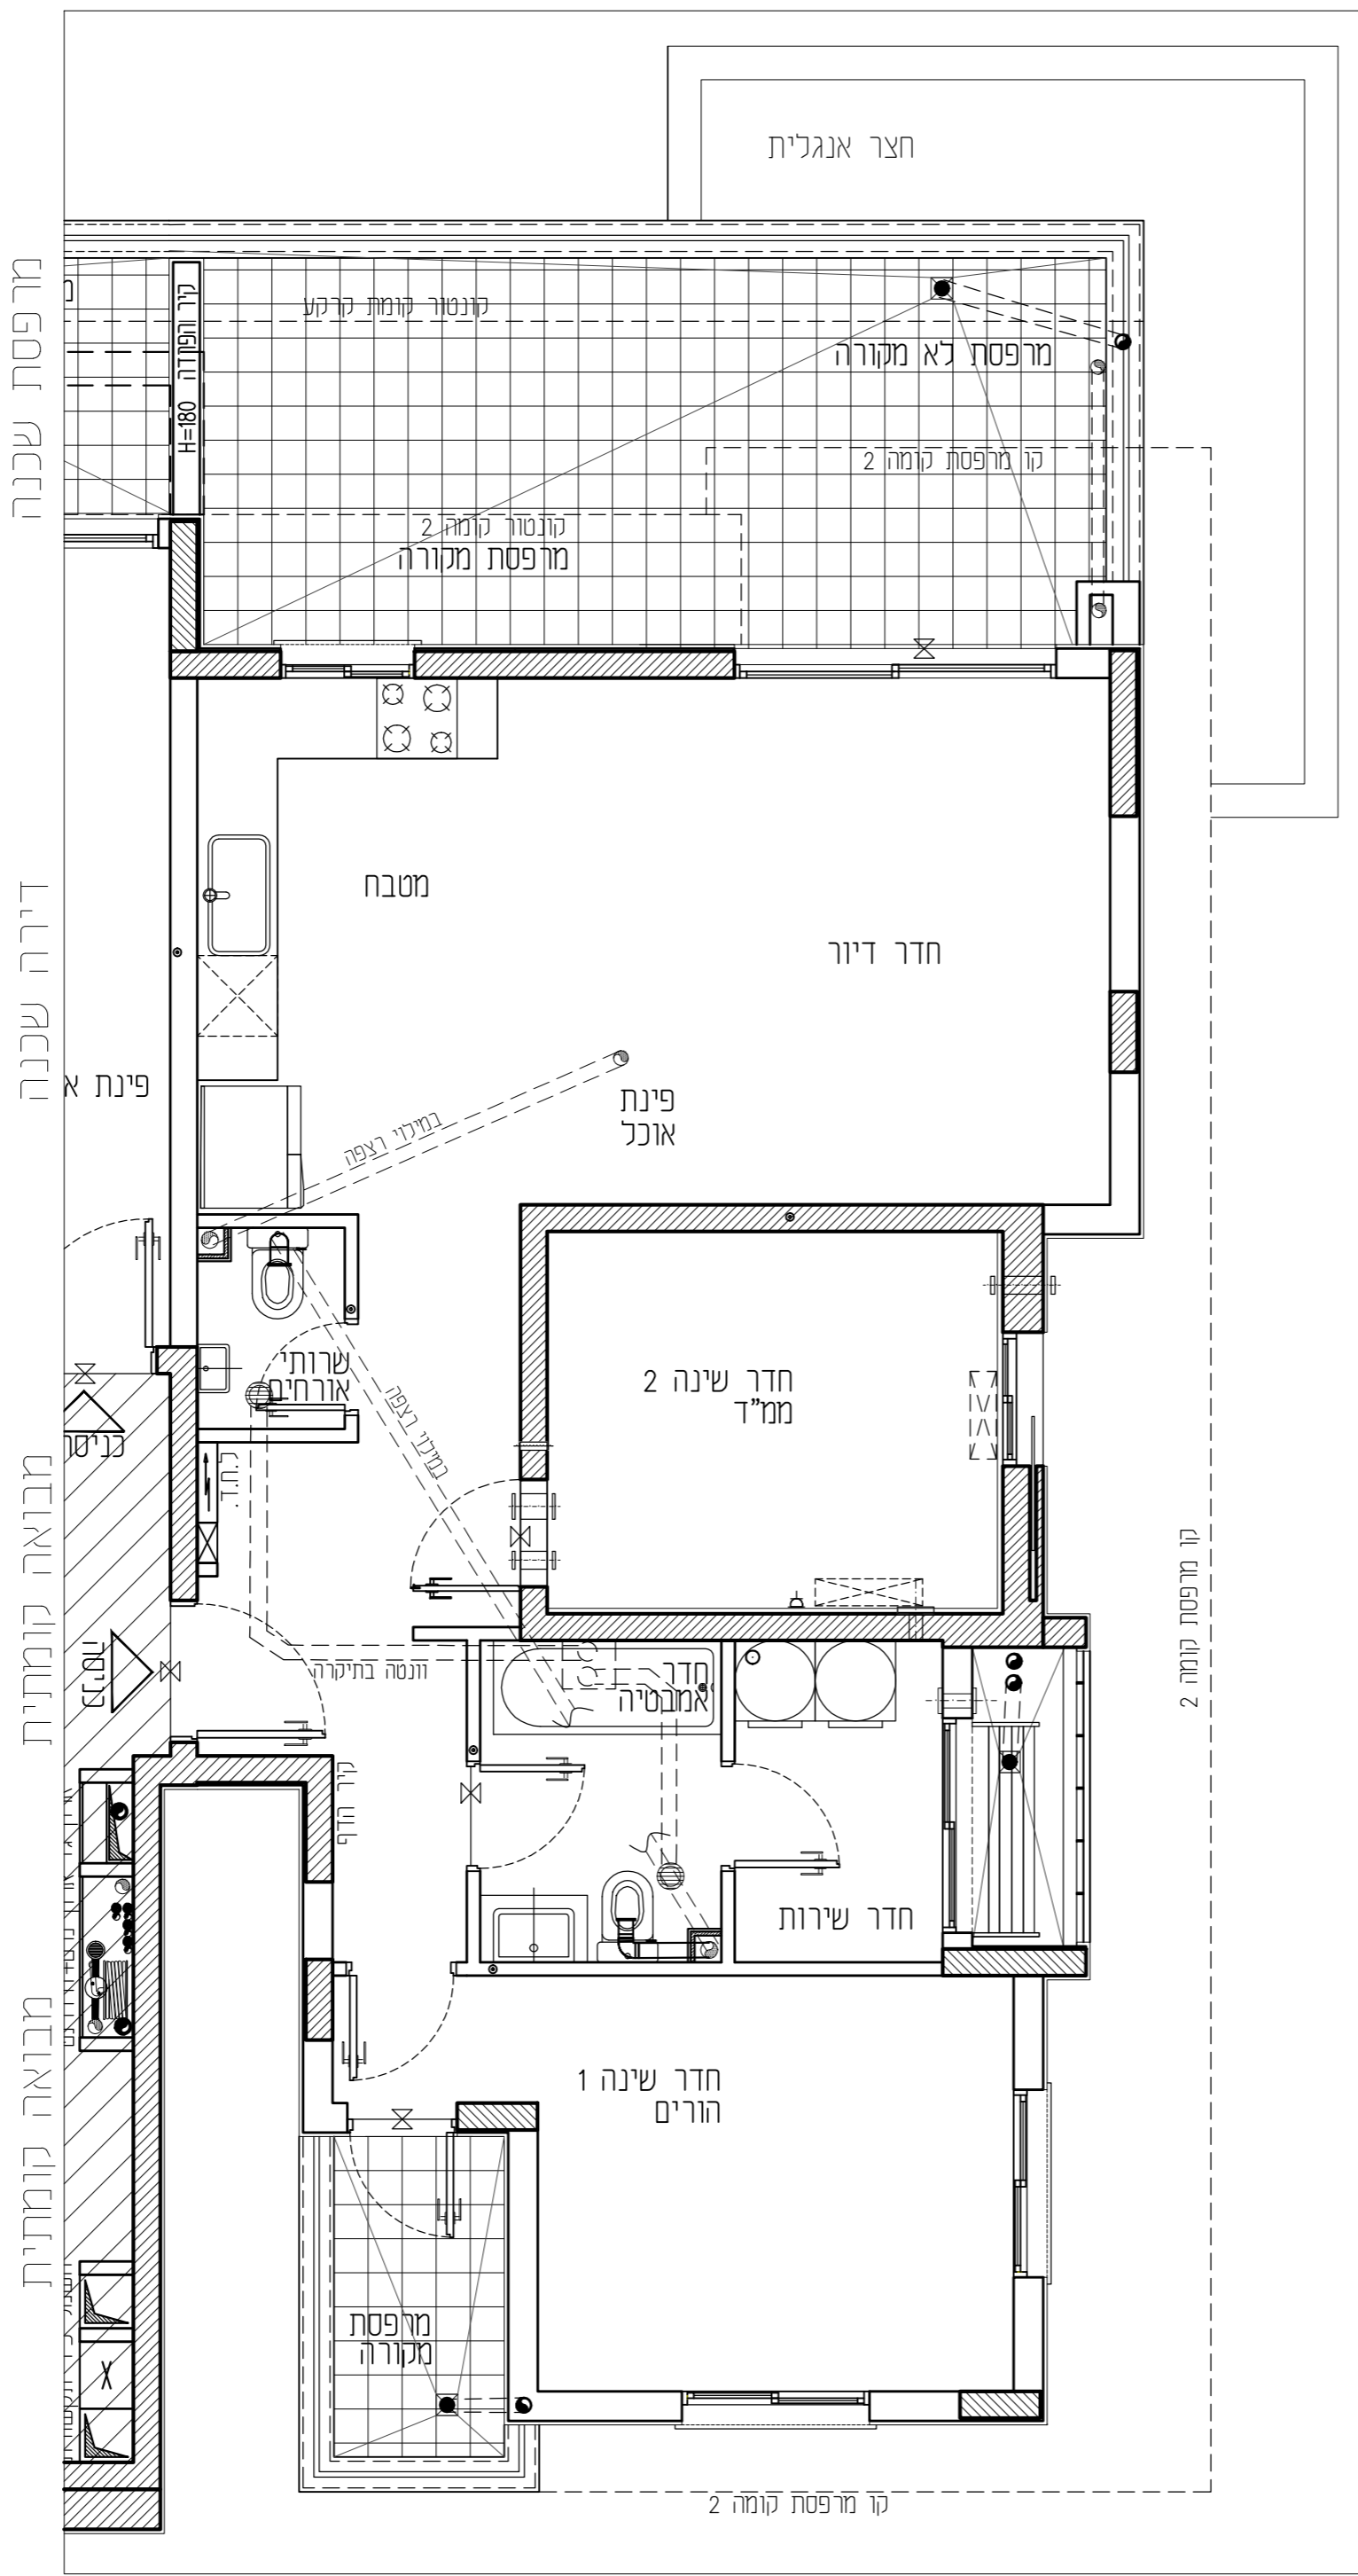 חצר אנגלית
מרפסת שכנה
קיר הפרדה H=180
קונטור קומת קרקע
מרפסת לא מקורה
קו מרפסת קומה 2
קונטור קומה 2
מרפסת מקורה
דירה שכנה
מטבח
חדר דיור
פינת א
פינת
אוכל
במילוי רצפה
שרותי
אורחים
חדר שינה 2
ממ"ד
במילוי רצפה
ח.ד.
מבואה קומתית
קו מרפסת קומה 2
וונטה בתיקרה
חדר
אמבטיה
קיר הדף
חדר שירות
מבואה קומתית
חדר שינה 1
הורים
מרפסת
מקורה
קו מרפסת קומה 2